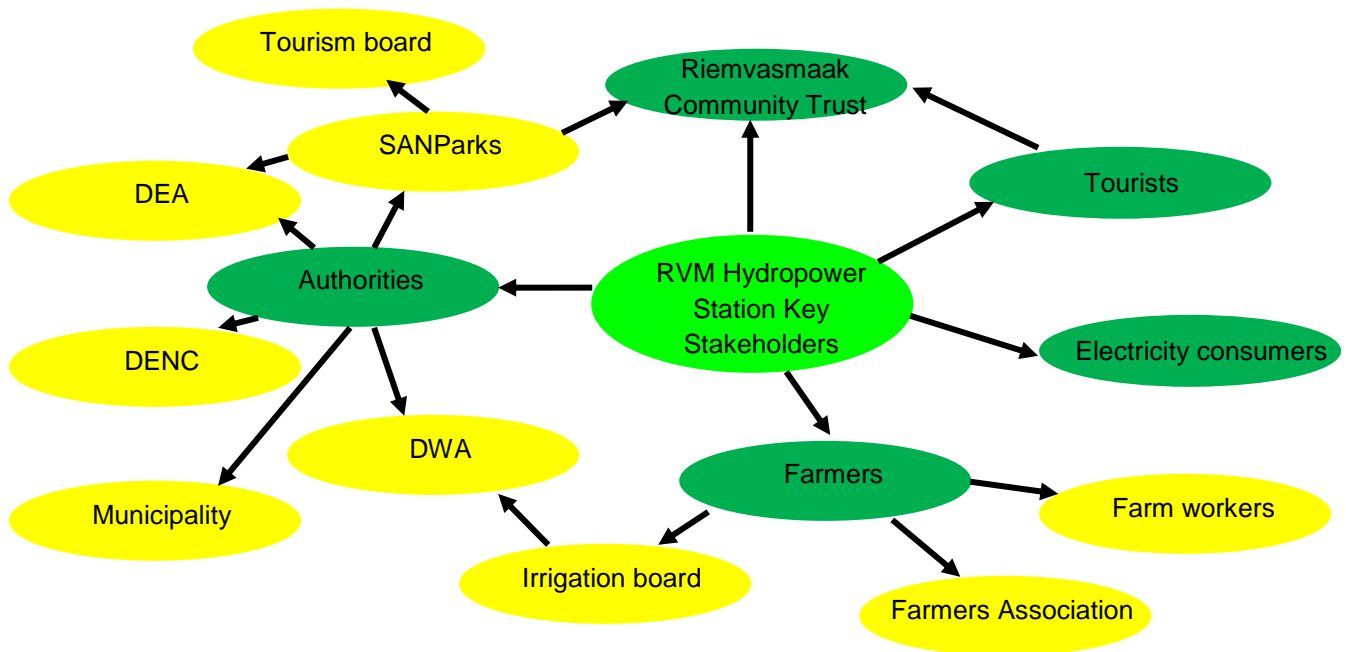 Tourism board
Riemvasmaak
Community Trust
SANParks
DEA
Tourists
Authorities
RVM Hydropower
Station Key
Stakeholders
DENC
Electricity consumers
DWA
Farmers
Municipality
Farm workers
Irrigation board
Farmers Association